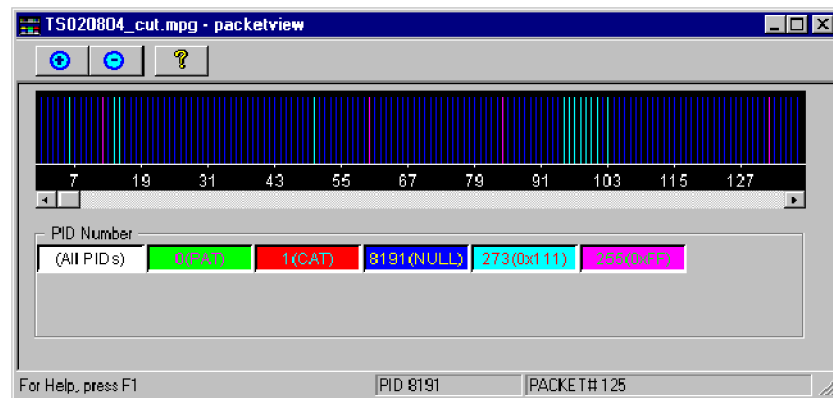 TS020804_cut.mpg - packetview
7 19 31 43 55 67 79 91 103 115 127
PID Number
(All PIDs) 0(PAT) 1(CAT) 8191(NULL) 273(0x111) 255(0xFF)
For Help, press F1 PID 8191 PACKET# 125